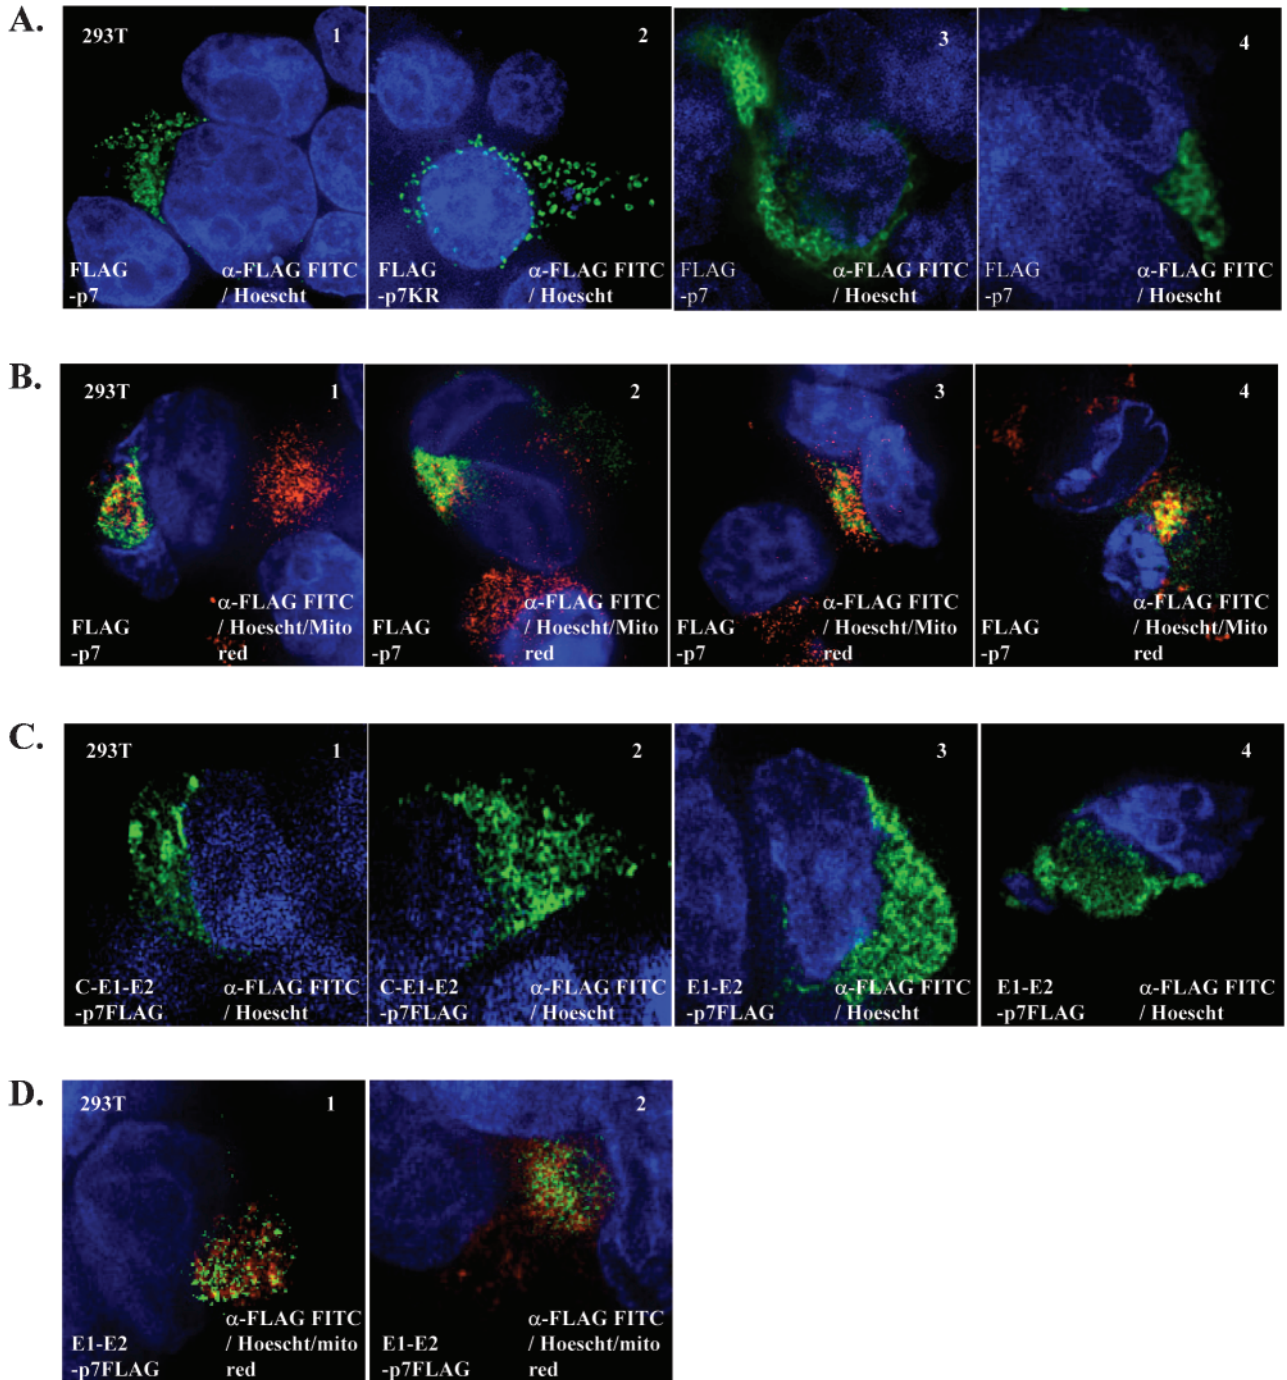 A.
293T 1
FLAG α-FLAG FITC
-p7 / Hoescht
2
FLAG α-FLAG FITC
-p7KR / Hoescht
3
FLAG α-FLAG FITC
-p7 / Hoescht
4
FLAG α-FLAG FITC
-p7 / Hoescht
B.
293T 1
α-FLAG FITC
/ Hoescht/Mito
FLAG
-p7 red
2
α-FLAG FITC
/ Hoescht/Mito
FLAG
-p7 red
3
α-FLAG FITC
/ Hoescht/Mito
FLAG
-p7 red
4
α-FLAG FITC
/ Hoescht/Mito
FLAG
-p7 red
C.
293T 1
C-E1-E2 α-FLAG FITC
-p7FLAG / Hoescht
2
C-E1-E2 α-FLAG FITC
-p7FLAG / Hoescht
3
E1-E2 α-FLAG FITC
-p7FLAG / Hoescht
4
E1-E2 α-FLAG FITC
-p7FLAG / Hoescht
D.
293T 1
α-FLAG FITC
E1-E2 / Hoescht/mito
-p7FLAG red
2
α-FLAG FITC
E1-E2 / Hoescht/mito
-p7FLAG red